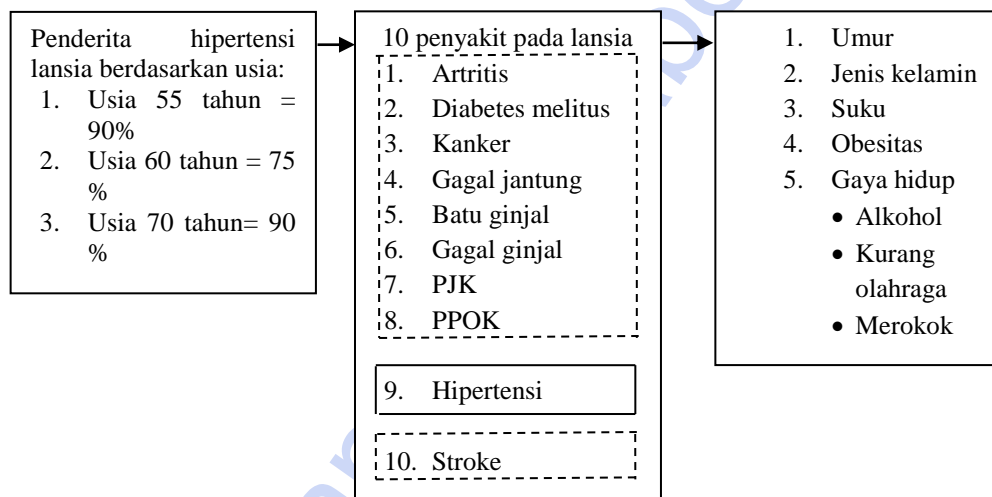 Penderita hipertensi
lansia berdasarkan usia:
1. Usia 55 tahun =
90%
2. Usia 60 tahun = 75
%
3. Usia 70 tahun= 90
%
10 penyakit pada lansia
1. Artritis
2. Diabetes melitus
3. Kanker
4. Gagal jantung
5. Batu ginjal
6. Gagal ginjal
7. PJK
8. PPOK
9. Hipertensi
10. Stroke
1. Umur
2. Jenis kelamin
3. Suku
4. Obesitas
5. Gaya hidup
• Alkohol
• Kurang
olahraga
• Merokok